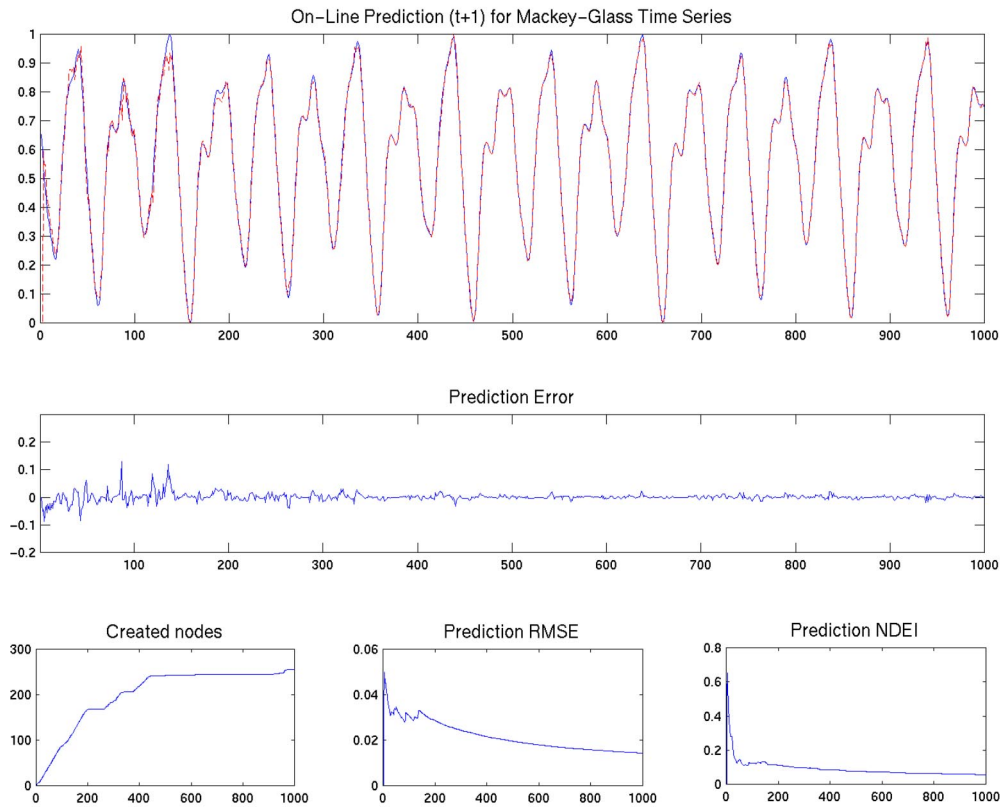 On-Line Prediction (t+1) for Mackey-Glass Time Series
1
0.9
0.8
0.7
0.6
0.5
0.4
0.3
0.2
0.1
0
0 100 200 300 400 500 600 700 800 900 1000
Prediction Error
0.2
0.1
0
-0.1
-0.2
0 100 200 300 400 500 600 700 800 900 1000
Created nodes
300
200
100
0
0 200 400 600 800 1000
Prediction RMSE
0.06
0.04
0.02
0
0 200 400 600 800 1000
Prediction NDEI
0.8
0.6
0.4
0.2
0
0 200 400 600 800 1000